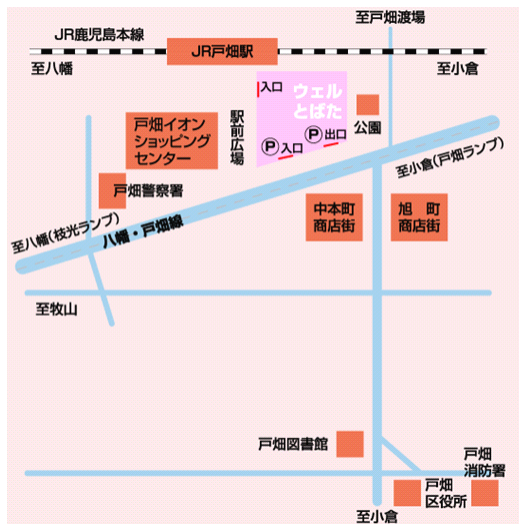 至戸畑渡場
JR鹿児島本線
JR戸畑駅
至八幡
至小倉
入口
ウェル
とばた
駅前広場
公園
戸畑イオン
ショッピング
センター
P 入口
P 出口
戸畑警察署
至小倉(戸畑ランプ)
至八幡(枝光ランプ)
八幡・戸畑線
中本町
商店街
旭 町
商店街
至牧山
戸畑図書館
戸畑
消防署
戸畑
区役所
至小倉